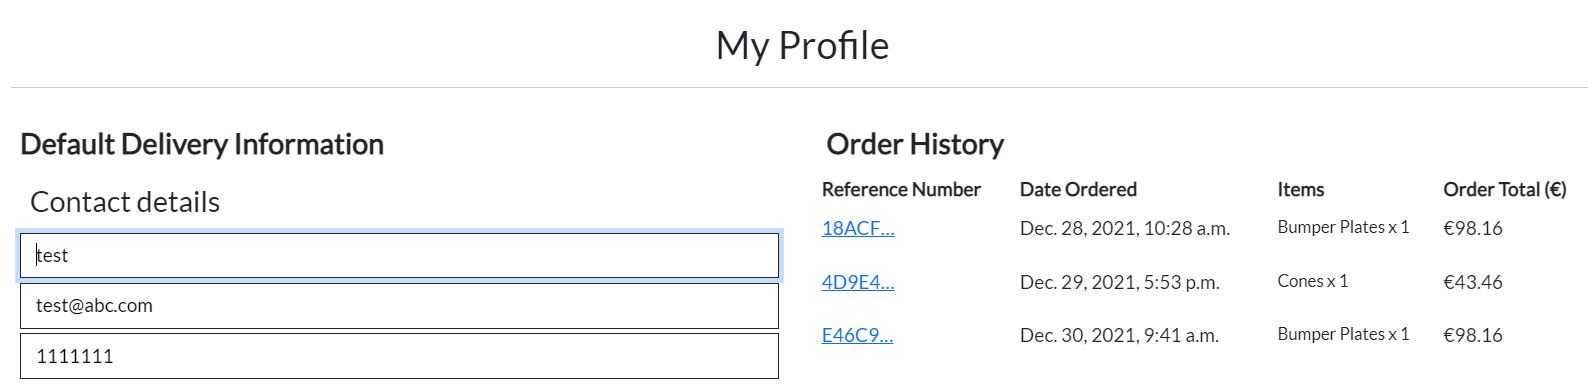 My Profile
Default Delivery Information
Contact details
test
test@abc.com
1111111
Order History
Reference Number Date Ordered Items Order Total (€)
18ACF... Dec. 28, 2021, 10:28 a.m. Bumper Plates x 1 €98.16
4D9E4... Dec. 29, 2021, 5:53 p.m. Cones x 1 €43.46
E46C9... Dec. 30, 2021, 9:41 a.m. Bumper Plates x 1 €98.16